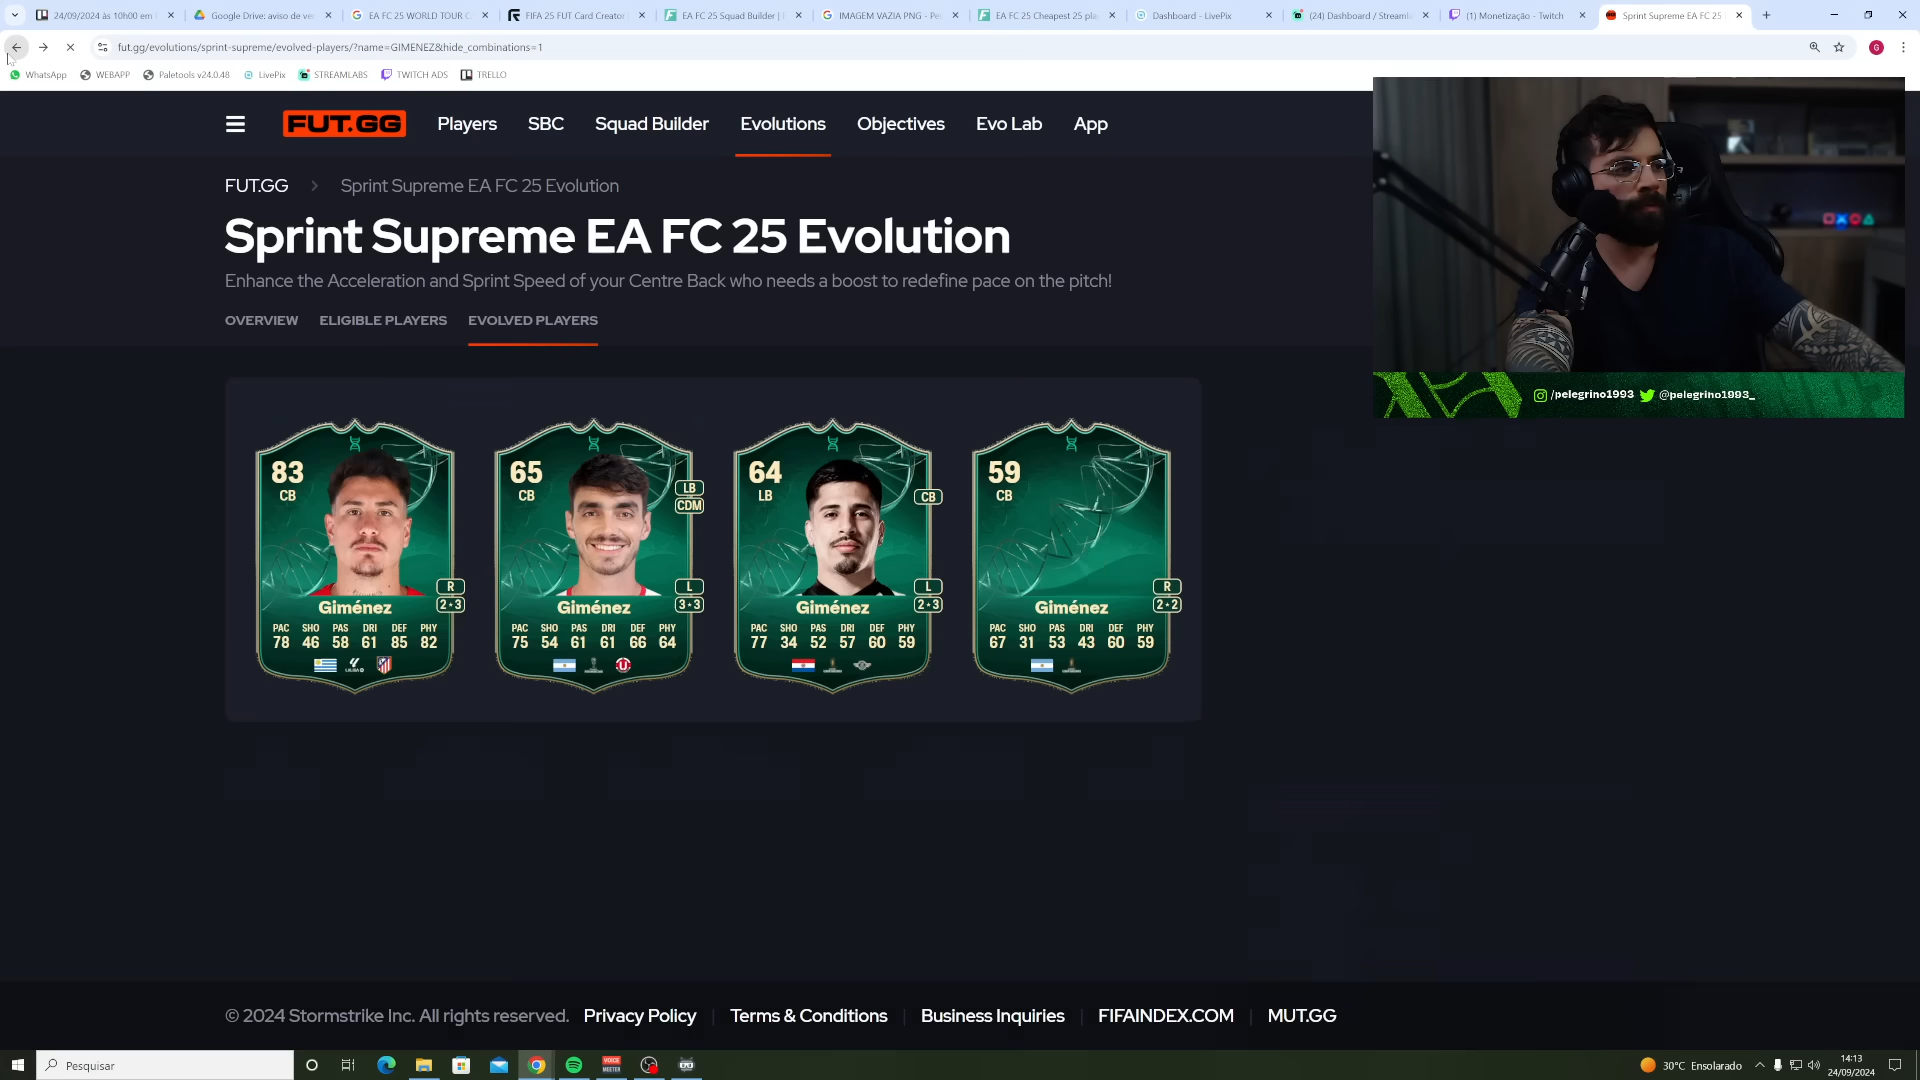 24/09/2024 às 10h00 em
Google Drive: aviso de ve
EA FC 25 WORLD TOUR C
FIFA 25 FUT Card Creator
EA FC 25 Squad Builder |
IMAGEM VAZIA PNG - Pe
EA FC 25 Cheapest 25 pla
Dashboard - LivePix
(24) Dashboard / Streaml
(1) Monetização - Twitch
Sprint Supreme EA FC 25
fut.gg/evolutions/sprint-supreme/evolved-players/?name=GIMENEZ&hide_combinations=1
G
WhatsApp
WEBAPP
Paletools v24.0.48
LivePix
STREAMLABS
TWITCH ADS
TRELLO
FUT.GG
Players
SBC
Squad Builder
Evolutions
Objectives
Evo Lab
App
FUT.GG > Sprint Supreme EA FC 25 Evolution
Sprint Supreme EA FC 25 Evolution
Enhance the Acceleration and Sprint Speed of your Centre Back who needs a boost to redefine pace on the pitch!
OVERVIEW
ELIGIBLE PLAYERS
EVOLVED PLAYERS
/pelegrino1993
@pelegrino1993_
83
CB
R
2★3
Giménez
PAC SHO PAS DRI DEF PHY
78 46 58 61 85 82
65
CB
LB
CDM
L
3★3
Giménez
PAC SHO PAS DRI DEF PHY
75 54 61 61 66 64
64
LB
CB
L
2★3
Giménez
PAC SHO PAS DRI DEF PHY
77 34 52 57 60 59
59
CB
R
2★2
Giménez
PAC SHO PAS DRI DEF PHY
67 31 53 43 60 59
© 2024 Stormstrike Inc. All rights reserved.
Privacy Policy
Terms & Conditions
Business Inquiries
FIFAINDEX.COM
MUT.GG
Pesquisar
VOICE
MEETER
30°C Ensolarado
14:13
24/09/2024